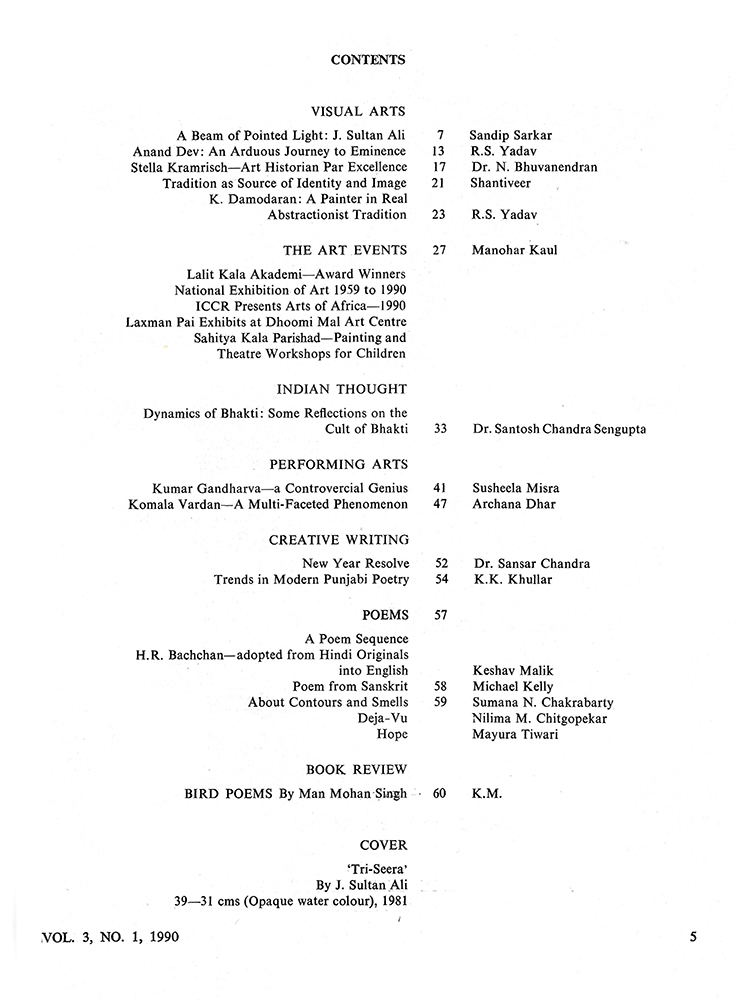 CONTENTS
VISUAL ARTS
A Beam of Pointed Light: J. Sultan Ali 7 Sandip Sarkar
Anand Dev: An Arduous Journey to Eminence 13 R.S. Yadav
Stella Kramrisch—Art Historian Par Excellence 17 Dr. N. Bhuvanendran
Tradition as Source of Identity and Image 21 Shantiveer
K. Damodaran: A Painter in Real
Abstractionist Tradition 23 R.S. Yadav
THE ART EVENTS 27 Manohar Kaul
Lalit Kala Akademi—Award Winners
National Exhibition of Art 1959 to 1990
ICCR Presents Arts of Africa—1990
Laxman Pai Exhibits at Dhoomi Mal Art Centre
Sahitya Kala Parishad—Painting and
Theatre Workshops for Children
INDIAN THOUGHT
Dynamics of Bhakti: Some Reflections on the
Cult of Bhakti 33 Dr. Santosh Chandra Sengupta
PERFORMING ARTS
Kumar Gandharva—a Controvercial Genius 41 Susheela Misra
Komala Vardan—A Multi-Faceted Phenomenon 47 Archana Dhar
CREATIVE WRITING
New Year Resolve 52 Dr. Sansar Chandra
Trends in Modern Punjabi Poetry 54 K.K. Khullar
POEMS 57
A Poem Sequence
H.R. Bachchan—adopted from Hindi Originals
into English Keshav Malik
Poem from Sanskrit 58 Michael Kelly
About Contours and Smells 59 Sumana N. Chakrabarty
Deja-Vu Nilima M. Chitgopekar
Hope Mayura Tiwari
BOOK REVIEW
BIRD POEMS By Man Mohan Singh 60 K.M.
COVER
'Tri-Seera'
By J. Sultan Ali
39—31 cms (Opaque water colour), 1981
VOL. 3, NO. 1, 1990 5